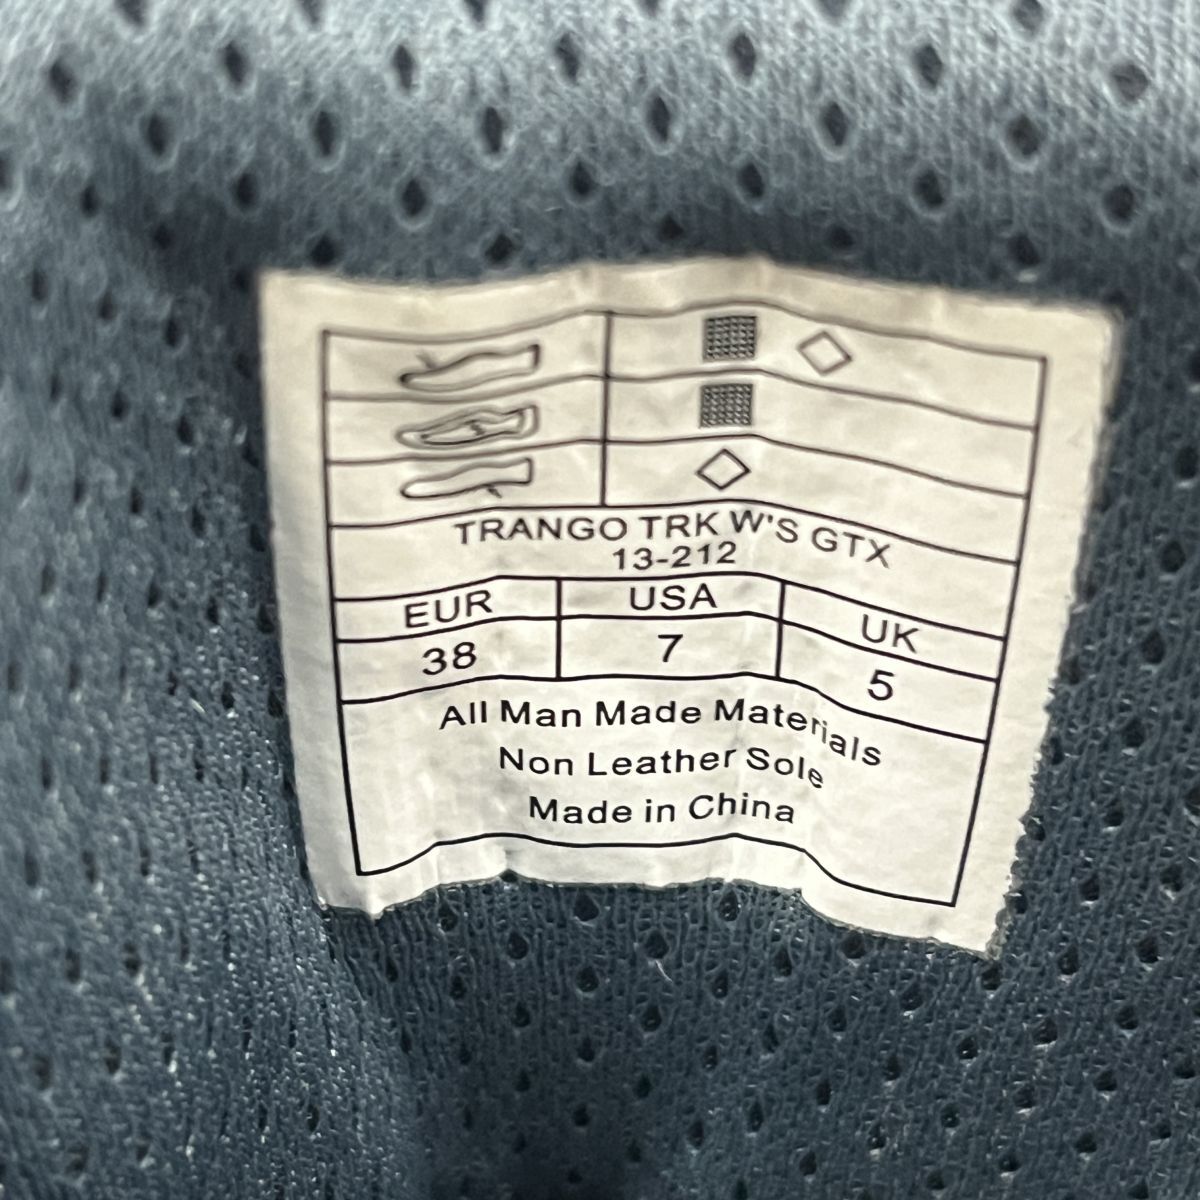 TRANGO TRK W'S GTX
13-212
EUR USA UK
38 7 5
All Man Made Materials
Non Leather Sole
Made in China